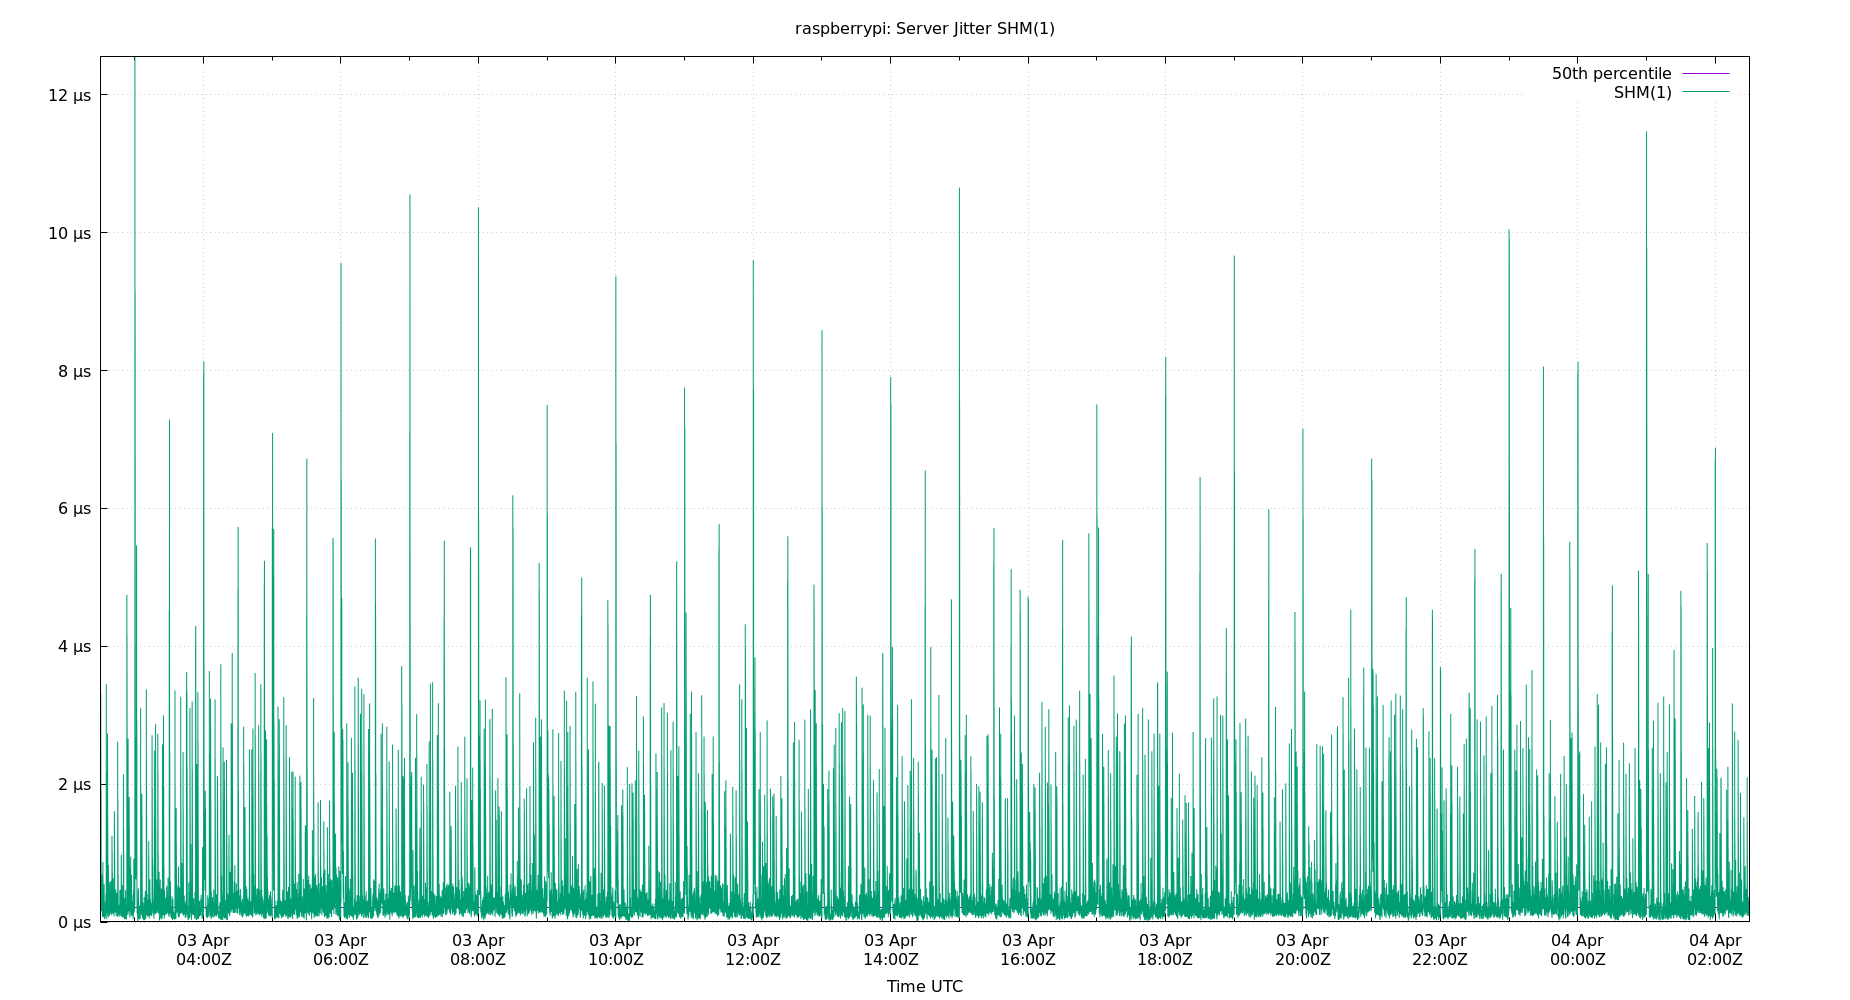 raspberrypi: Server Jitter SHM(1)
50th percentile
SHM(1)
12 µs
10 µs
8 µs
6 µs
4 µs
2 µs
0 µs
03 Apr 03 Apr 03 Apr 03 Apr 03 Apr 03 Apr 03 Apr 03 Apr 03 Apr 03 Apr 04 Apr 04 Apr
04:00Z 06:00Z 08:00Z 10:00Z 12:00Z 14:00Z 16:00Z 18:00Z 20:00Z 22:00Z 00:00Z 02:00Z
Time UTC